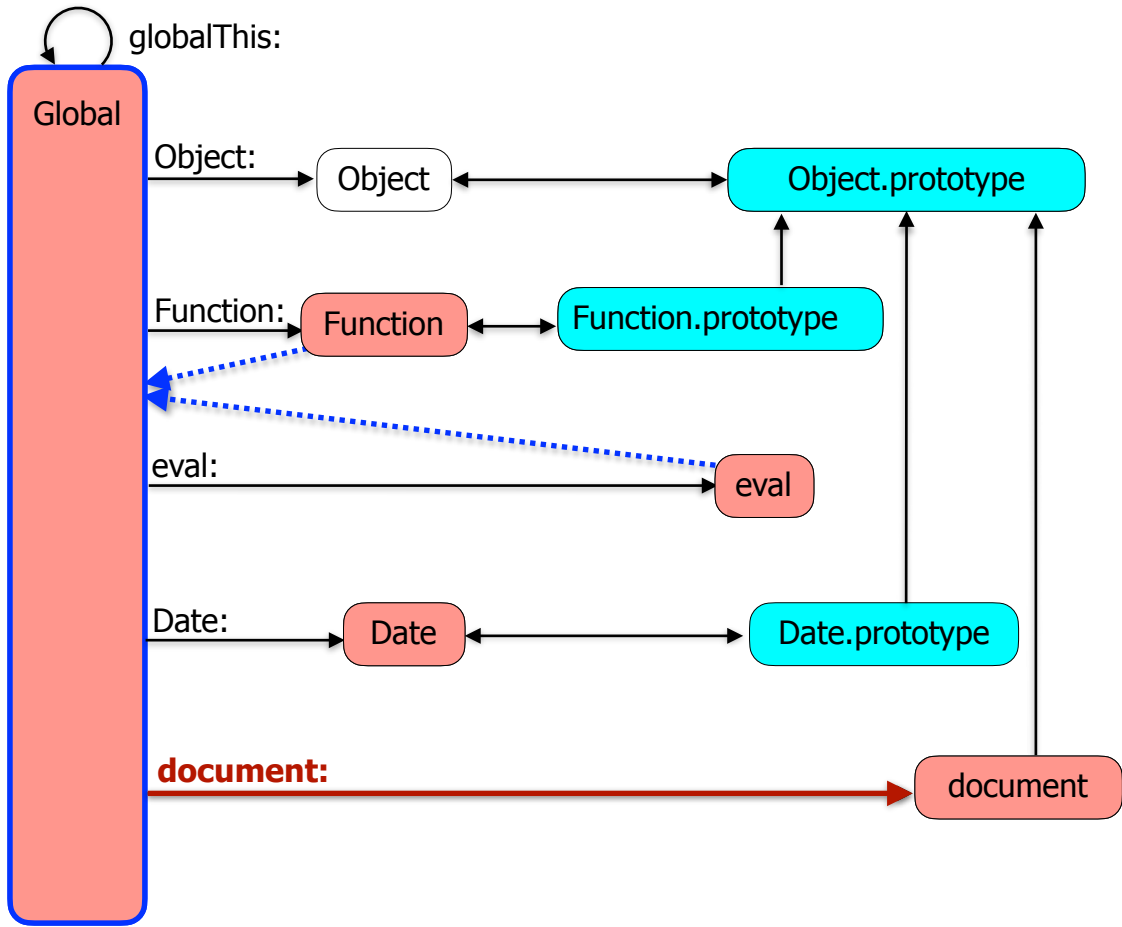 globalThis:
Global
Object:
Object
Object.prototype
Function:
Function
Function.prototype
eval:
eval
Date:
Date
Date.prototype
document:
document